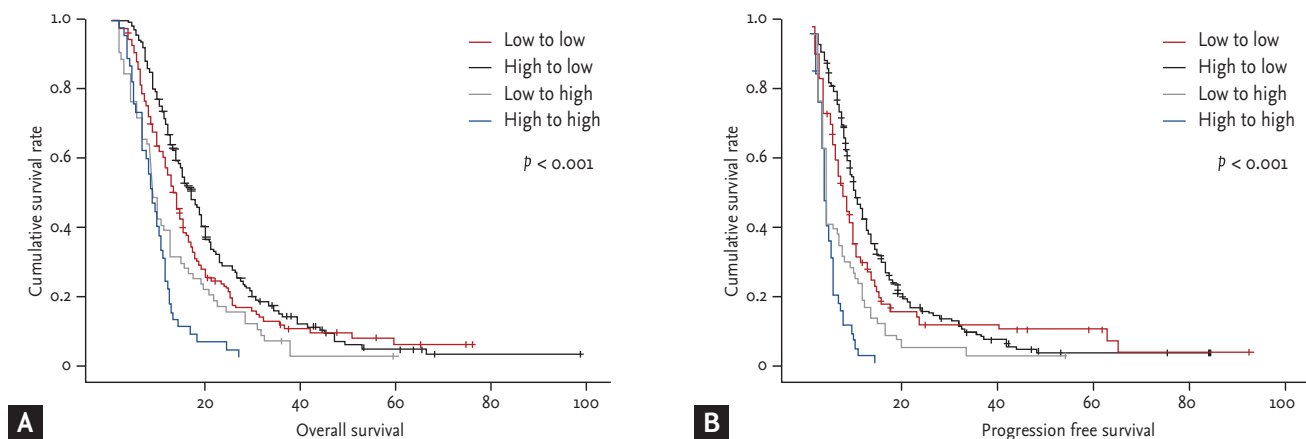 1.0
0.8
0.6
0.4
0.2
0
Cumulative survival rate
20
40
60
80
100
Overall survival
Low to low
High to low
Low to high
High to high
p < 0.001
A
1.0
0.8
0.6
0.4
0.2
0
Cumulative survival rate
20
40
60
80
100
Progression free survival
Low to low
High to low
Low to high
High to high
p < 0.001
B